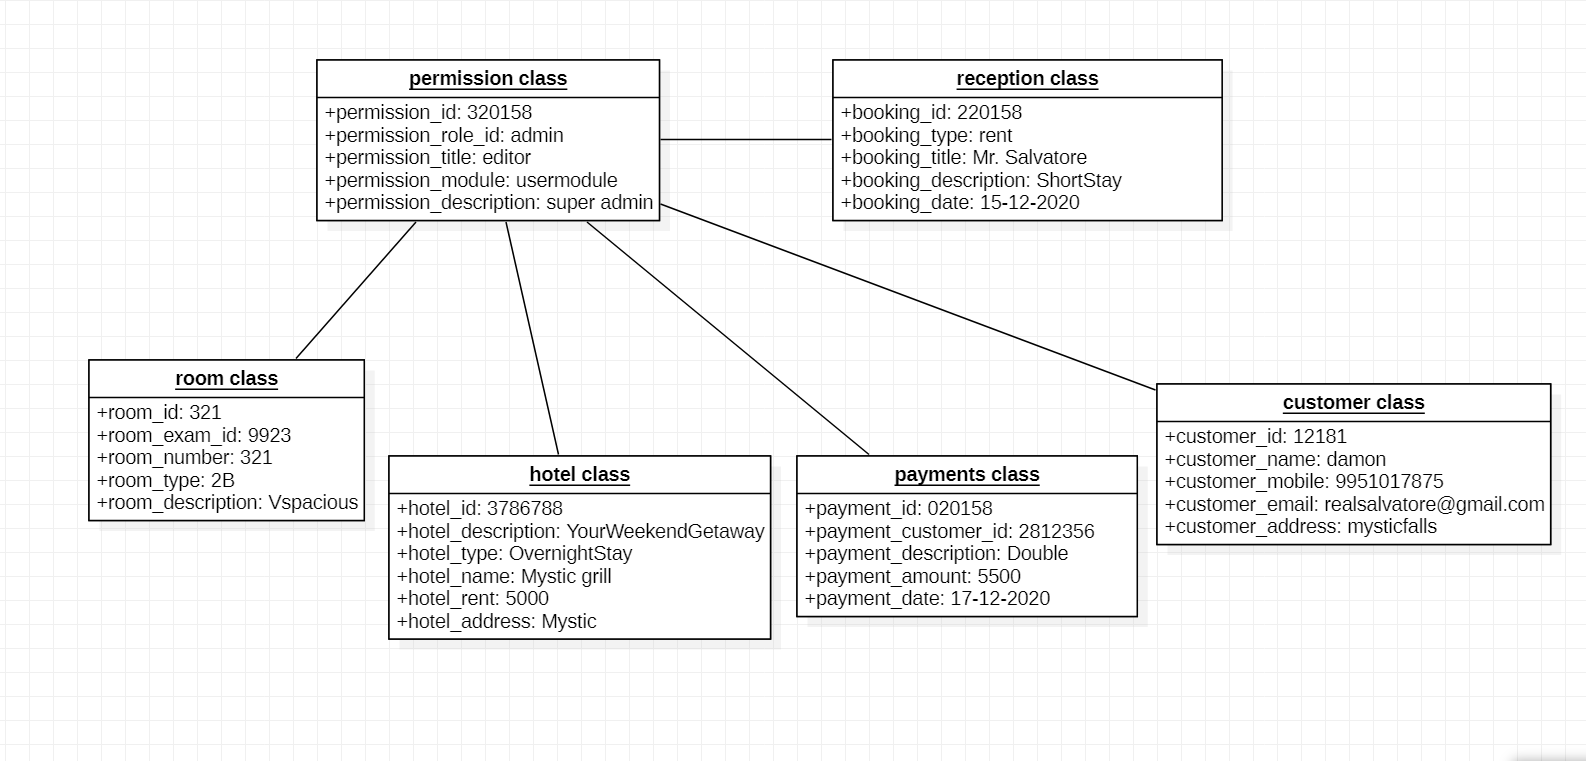 permission class
+permission_id: 320158
+permission_role_id: admin
+permission_title: editor
+permission_module: usermodule
+permission_description: super admin
reception class
+booking_id: 220158
+booking_type: rent
+booking_title: Mr. Salvatore
+booking_description: ShortStay
+booking_date: 15-12-2020
room class
+room_id: 321
+room_exam_id: 9923
+room_number: 321
+room_type: 2B
+room_description: Vspacious
hotel class
+hotel_id: 3786788
+hotel_description: YourWeekendGetaway
+hotel_type: OvernightStay
+hotel_name: Mystic grill
+hotel_rent: 5000
+hotel_address: Mystic
payments class
+payment_id: 020158
+payment_customer_id: 2812356
+payment_description: Double
+payment_amount: 5500
+payment_date: 17-12-2020
customer class
+customer_id: 12181
+customer_name: damon
+customer_mobile: 9951017875
+customer_email: realsalvatore@gmail.com
+customer_address: mysticfalls